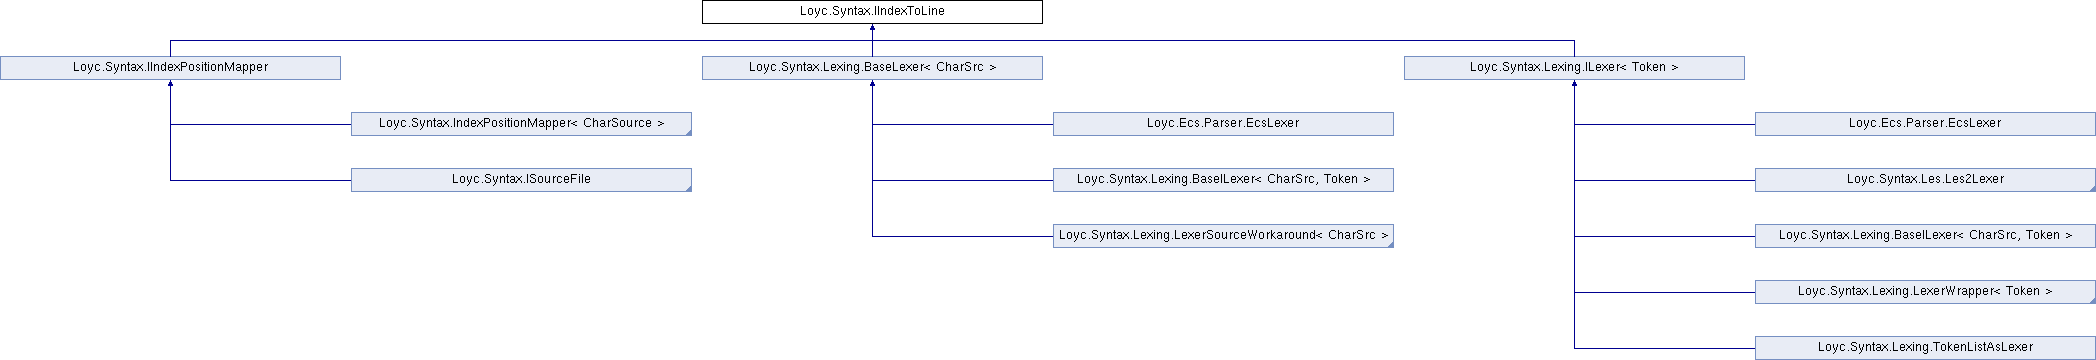 Loyc.Syntax.IIndexToLine
Loyc.Syntax.IIndexPositionMapper
Loyc.Syntax.Lexing.BaseLexer< CharSrc >
Loyc.Syntax.Lexing.ILexer< Token >
Loyc.Syntax.IndexPositionMapper< CharSource >
Loyc.Ecs.Parser.EcsLexer
Loyc.Ecs.Parser.EcsLexer
Loyc.Syntax.ISourceFile
Loyc.Syntax.Lexing.BaseILexer< CharSrc, Token >
Loyc.Syntax.Les.Les2Lexer
Loyc.Syntax.Lexing.LexerSourceWorkaround< CharSrc >
Loyc.Syntax.Lexing.BaseILexer< CharSrc, Token >
Loyc.Syntax.Lexing.LexerWrapper< Token >
Loyc.Syntax.Lexing.TokenListAsLexer